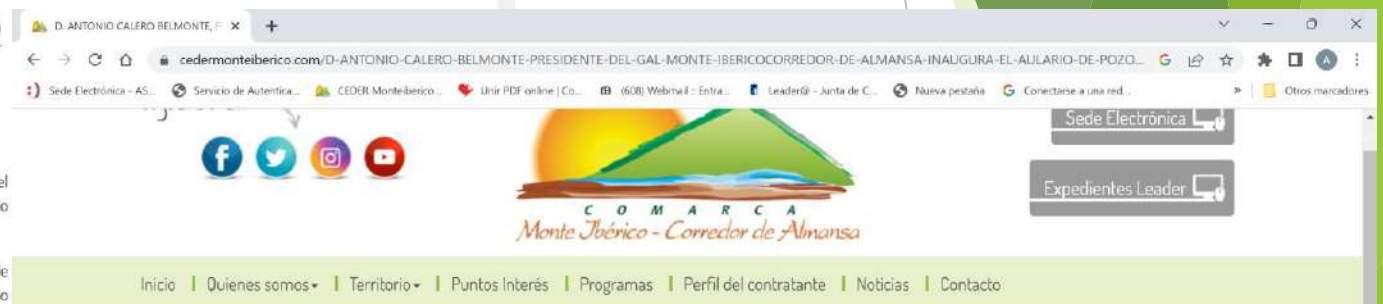 D. ANTONIO CALERO BELMONTE, F
cedermonteiberico.com/D-ANTONIO-CALERO-BELMONTE-PRESIDENTE-DEL-GAL-MONTE-IBERICOCORREDOR-DE-ALMANSA-INAUGURA-EL-AULARIO-DE-POZO...
Sede Electrónica - AS... Servicio de Autentica... CEDER Monteiberico... Unir PDF online | Co... (608) Webmail :: Entra... Leader@ - Junta de C... Nueva pestaña Conectarse a una red... » Otros marcadores
Sede Electrónica
Expedientes Leader
COMARCA
Monte Ibérico - Corredor de Almansa
Inicio | Quienes somos | Territorio | Puntos Interés | Programas | Perfil del contratante | Noticias | Contacto